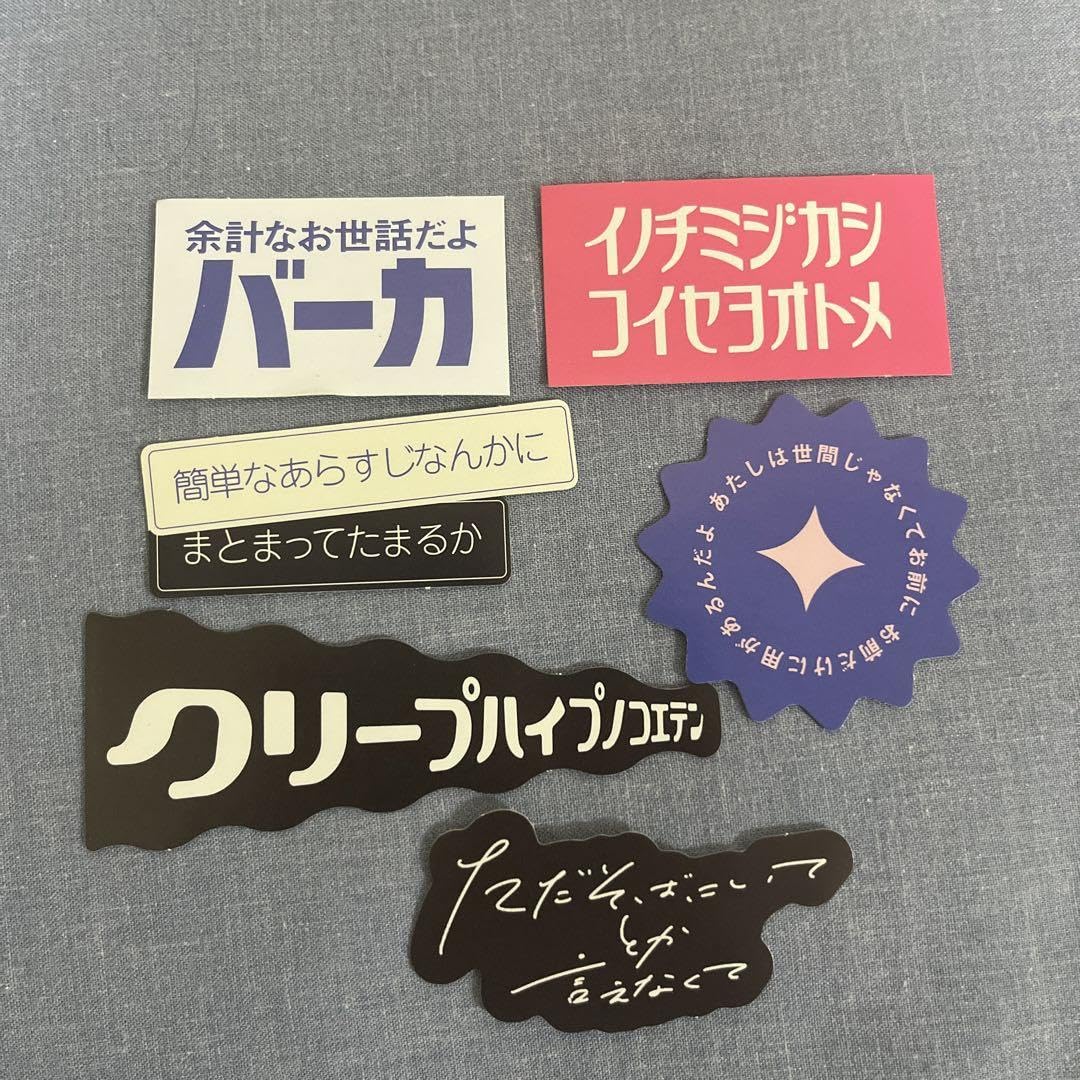 余計なお世話だよ
バーカ
イノチミジカシ
コイセヨオトメ
簡単なあらすじなんかに
まとまってたまるか
あたしは世間じゃなくてお前に お前だけに用があるんだよ
クリープハイプノコエテン
ただそばにいて
とか
言えなくて